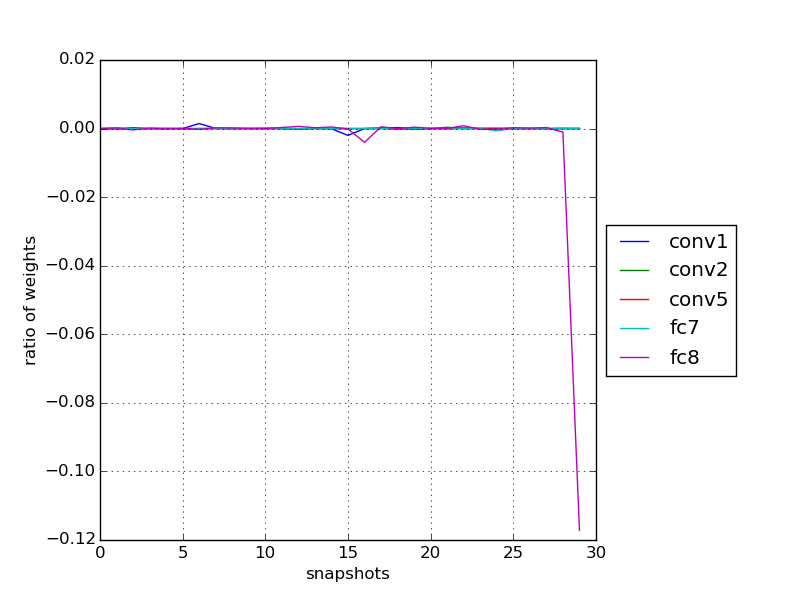 0.02
0.00
−0.02
−0.04
−0.06
−0.08
−0.10
−0.12
ratio of weights
0 5 10 15 20 25 30
snapshots
conv1
conv2
conv5
fc7
fc8